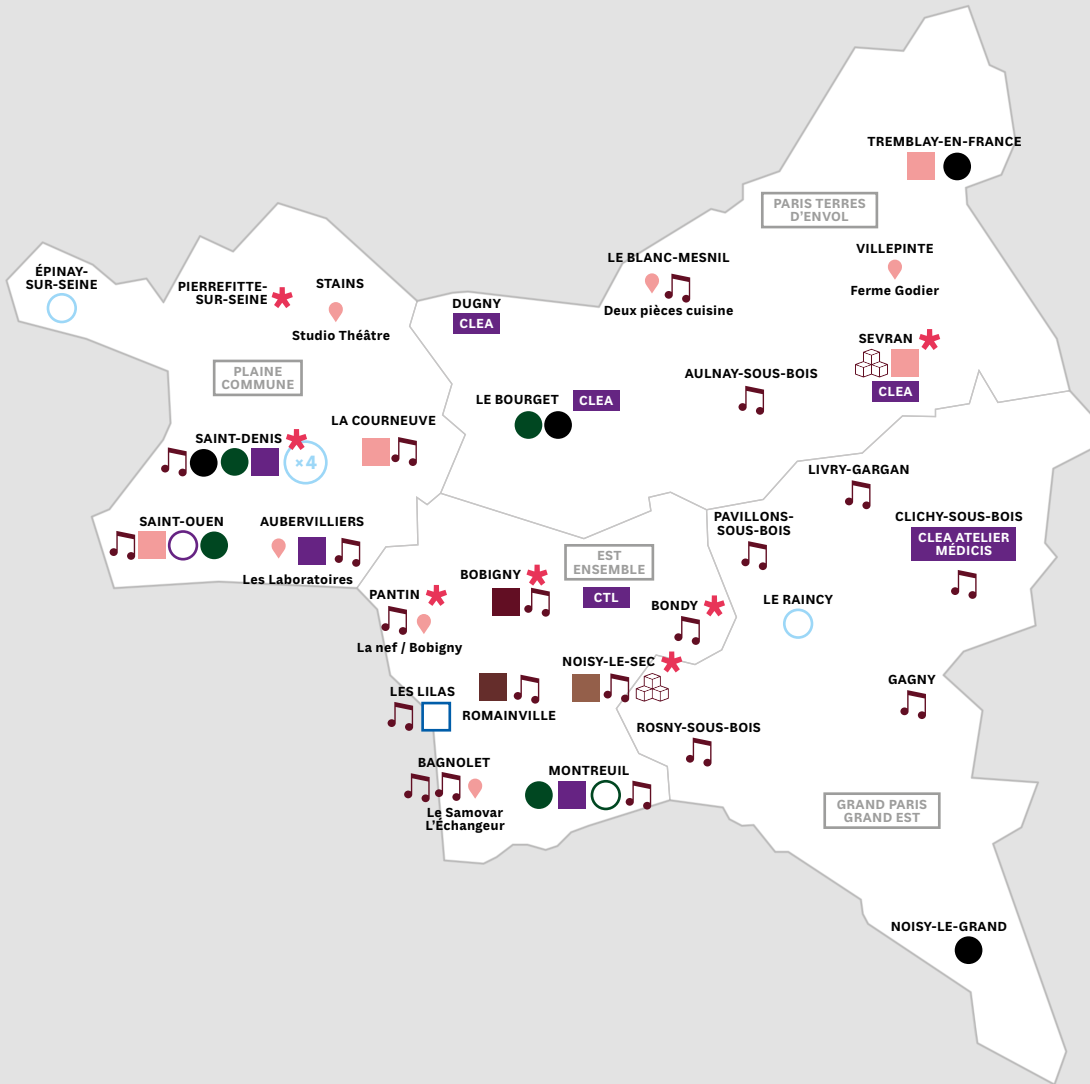 TREMBLAY-EN-FRANCE
PARIS TERRES
D'ENVOL
VILLEPINTE
Ferme Godier
LE BLANC-MESNIL
Deux pièces cuisine
ÉPINAY-
SUR-SEINE
PIERREFITTE-
SUR-SEINE
STAINS
Studio Théâtre
DUGNY
CLEA
SEVRAN
CLEA
PLAINE
COMMUNE
AULNAY-SOUS-BOIS
LE BOURGET
CLEA
LA COURNEUVE
SAINT-DENIS
×4
LIVRY-GARGAN
SAINT-OUEN
AUBERVILLIERS
Les Laboratoires
PAVILLONS-
SOUS-BOIS
CLICHY-SOUS-BOIS
CLEA ATELIER
MÉDICIS
EST
ENSEMBLE
CTL
BOBIGNY
PANTIN
La nef / Bobigny
BONDY
LE RAINCY
NOISY-LE-SEC
LES LILAS
ROMAINVILLE
GAGNY
ROSNY-SOUS-BOIS
BAGNOLET
Le Samovar
L'Échangeur
MONTREUIL
GRAND PARIS
GRAND EST
NOISY-LE-GRAND